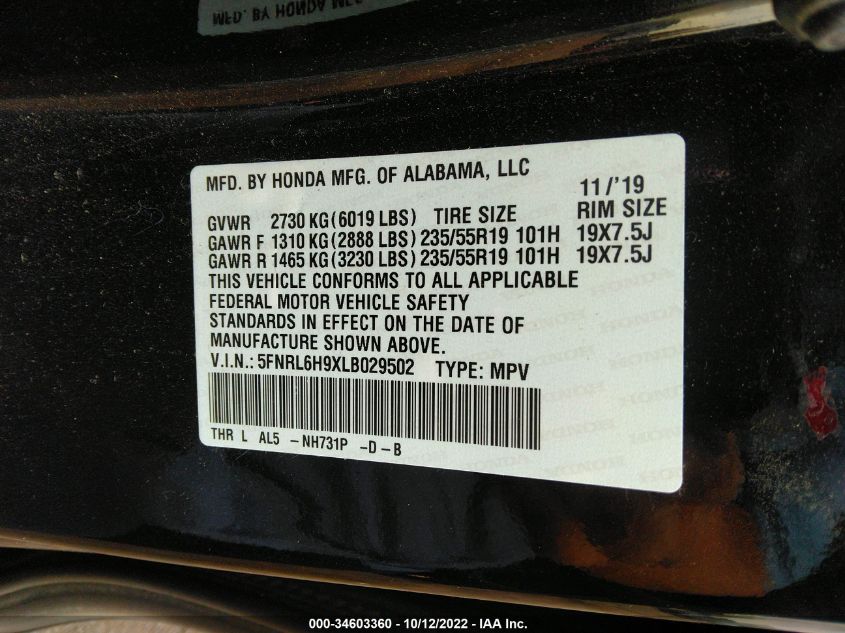 MFD. BY HONDA
MFD. BY HONDA MFG. OF ALABAMA, LLC
11/'19
GVWR 2730 KG(6019 LBS) TIRE SIZE RIM SIZE
GAWR F 1310 KG(2888 LBS) 235/55R19 101H 19X7.5J
GAWR R 1465 KG(3230 LBS) 235/55R19 101H 19X7.5J
THIS VEHICLE CONFORMS TO ALL APPLICABLE
FEDERAL MOTOR VEHICLE SAFETY
STANDARDS IN EFFECT ON THE DATE OF
MANUFACTURE SHOWN ABOVE.
V.I.N.: 5FNRL6H9XLB029502 TYPE: MPV
THR L AL5 -NH731P -D-B
000-34603360 - 10/12/2022 - IAA Inc.